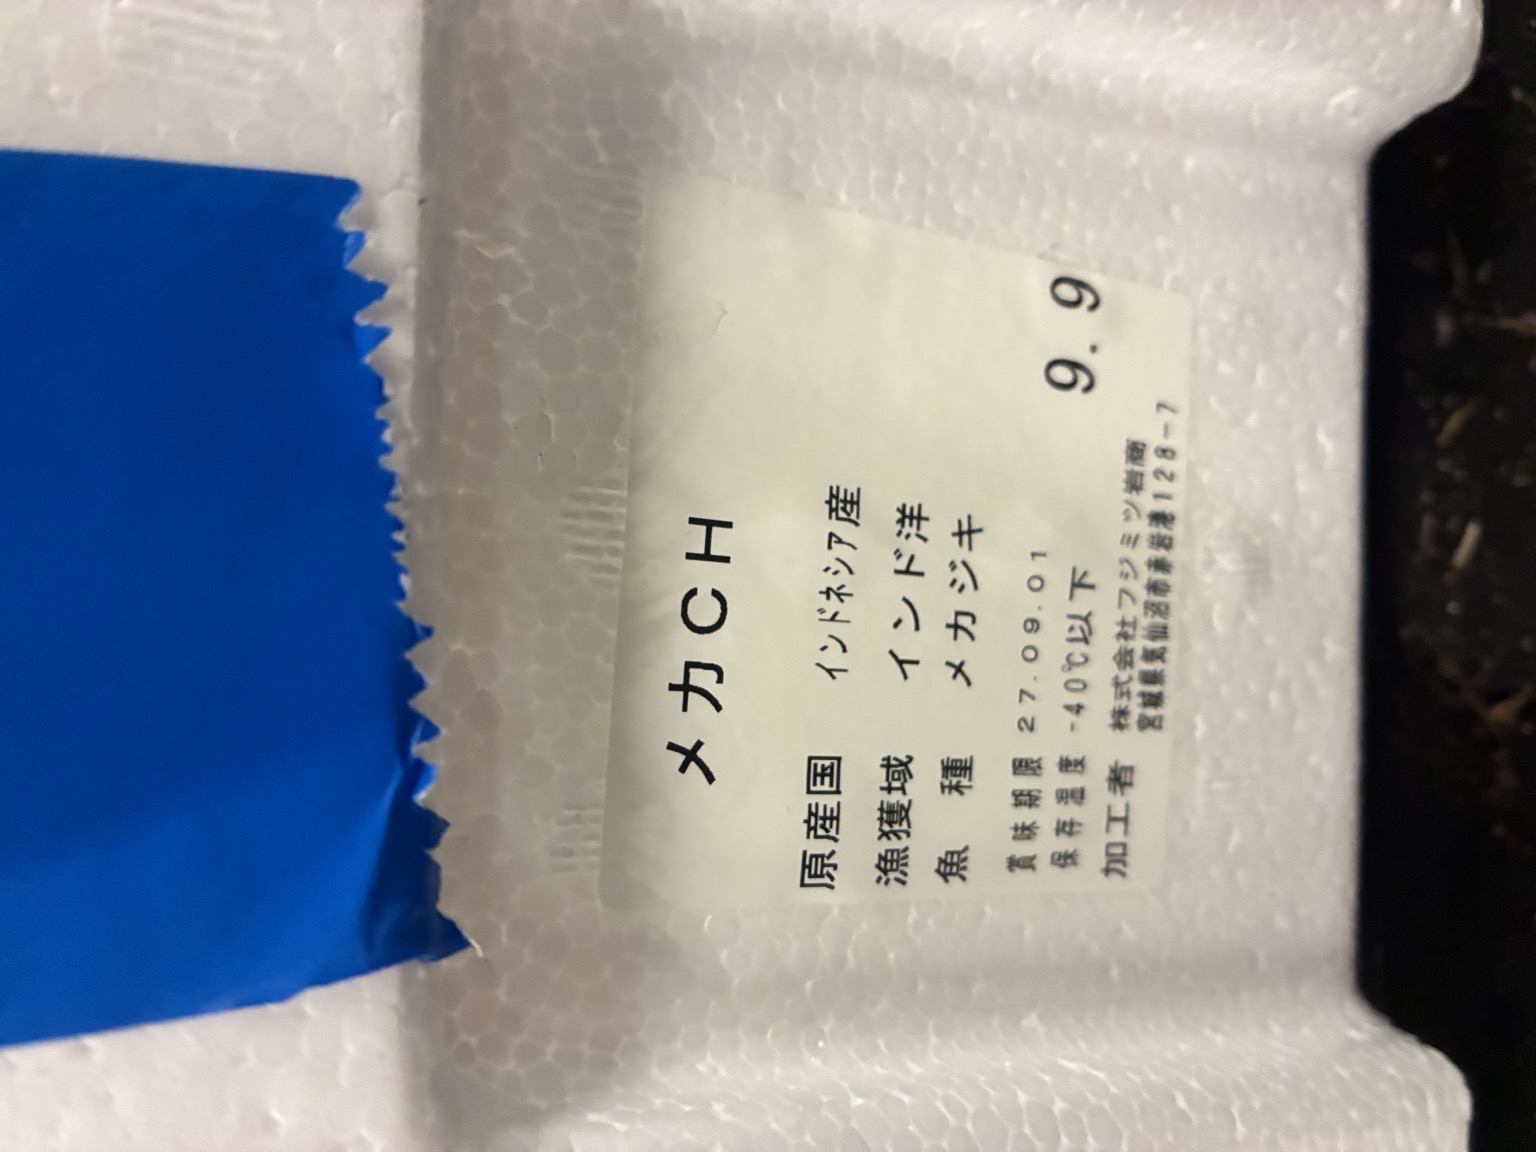 メカCH
原産国 インドネシア産
漁獲域 インド洋
魚 種 メカジキ
賞味期限 27.09.01
保存温度 -40℃以下 9.9
加工者 株式会社フジミツ岩商
宮城県気仙沼市赤岩港128-7